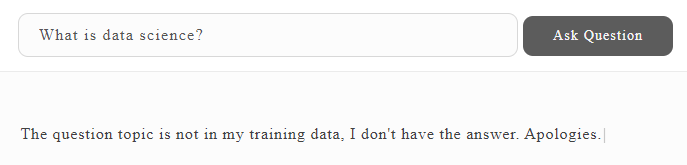 What is data science?
Ask Question
The question topic is not in my training data, I don't have the answer. Apologies.